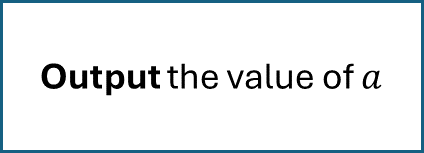 Output the value of a